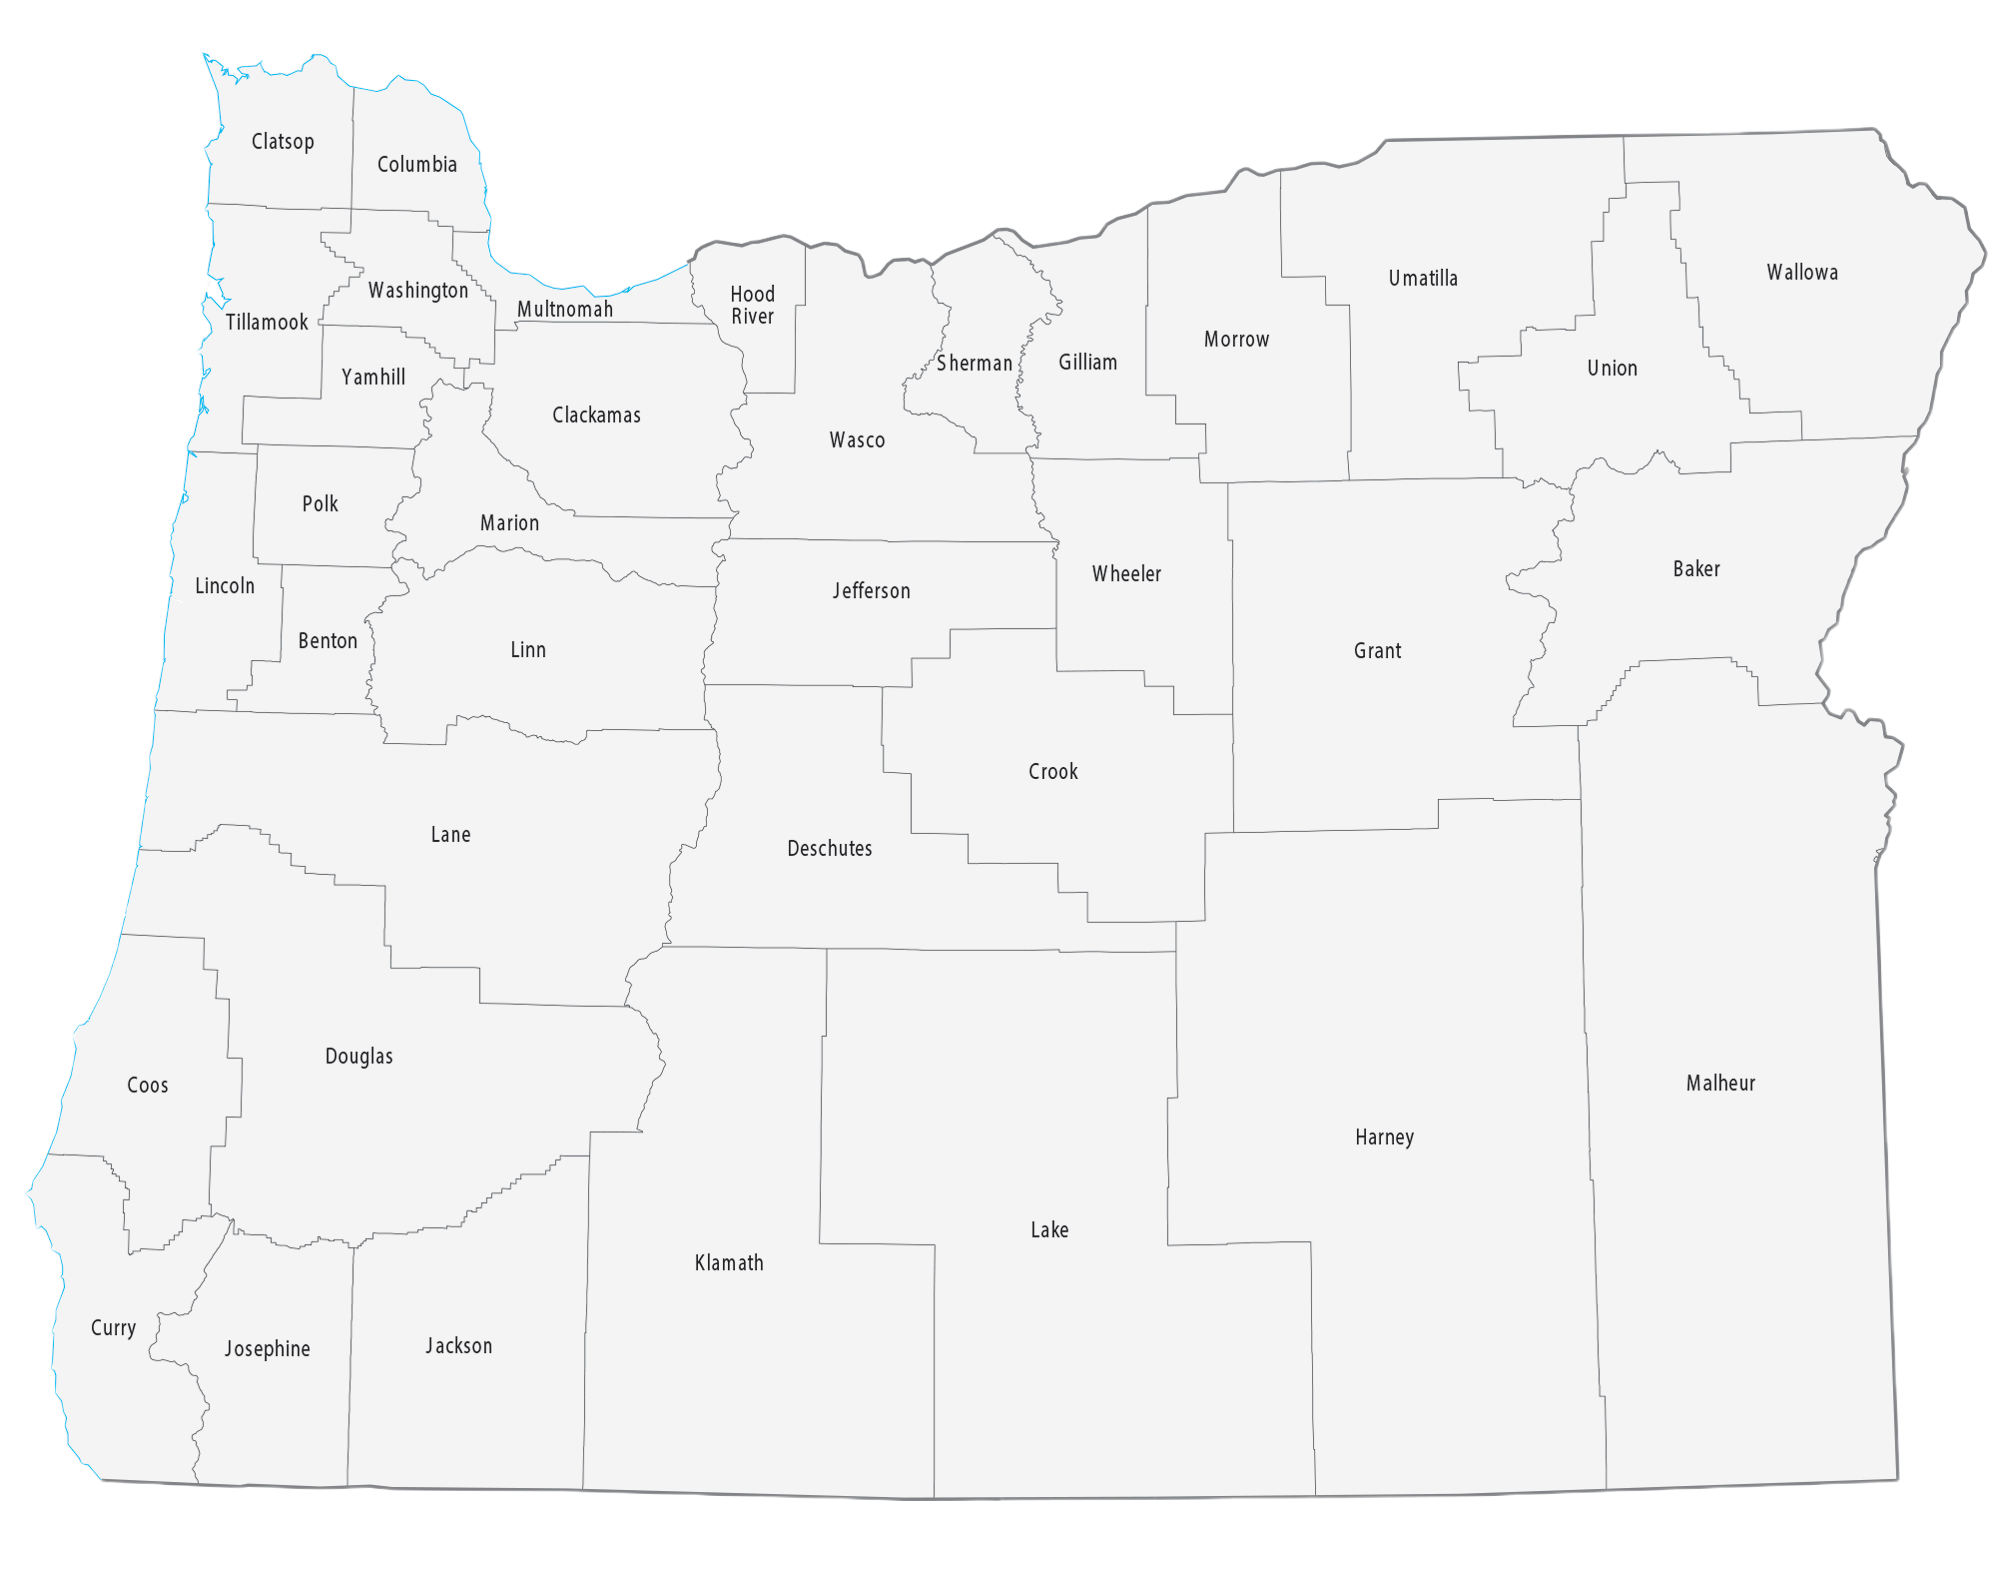 Clatsop
Columbia
Washington
Multnomah
Tillamook
Yamhill
Clackamas
Hood
River
Wasco
Sherman
Gilliam
Morrow
Umatilla
Union
Wallowa
Polk
Marion
Lincoln
Benton
Linn
Jefferson
Wheeler
Grant
Baker
Lane
Deschutes
Crook
Coos
Douglas
Klamath
Lake
Harney
Malheur
Curry
Josephine
Jackson